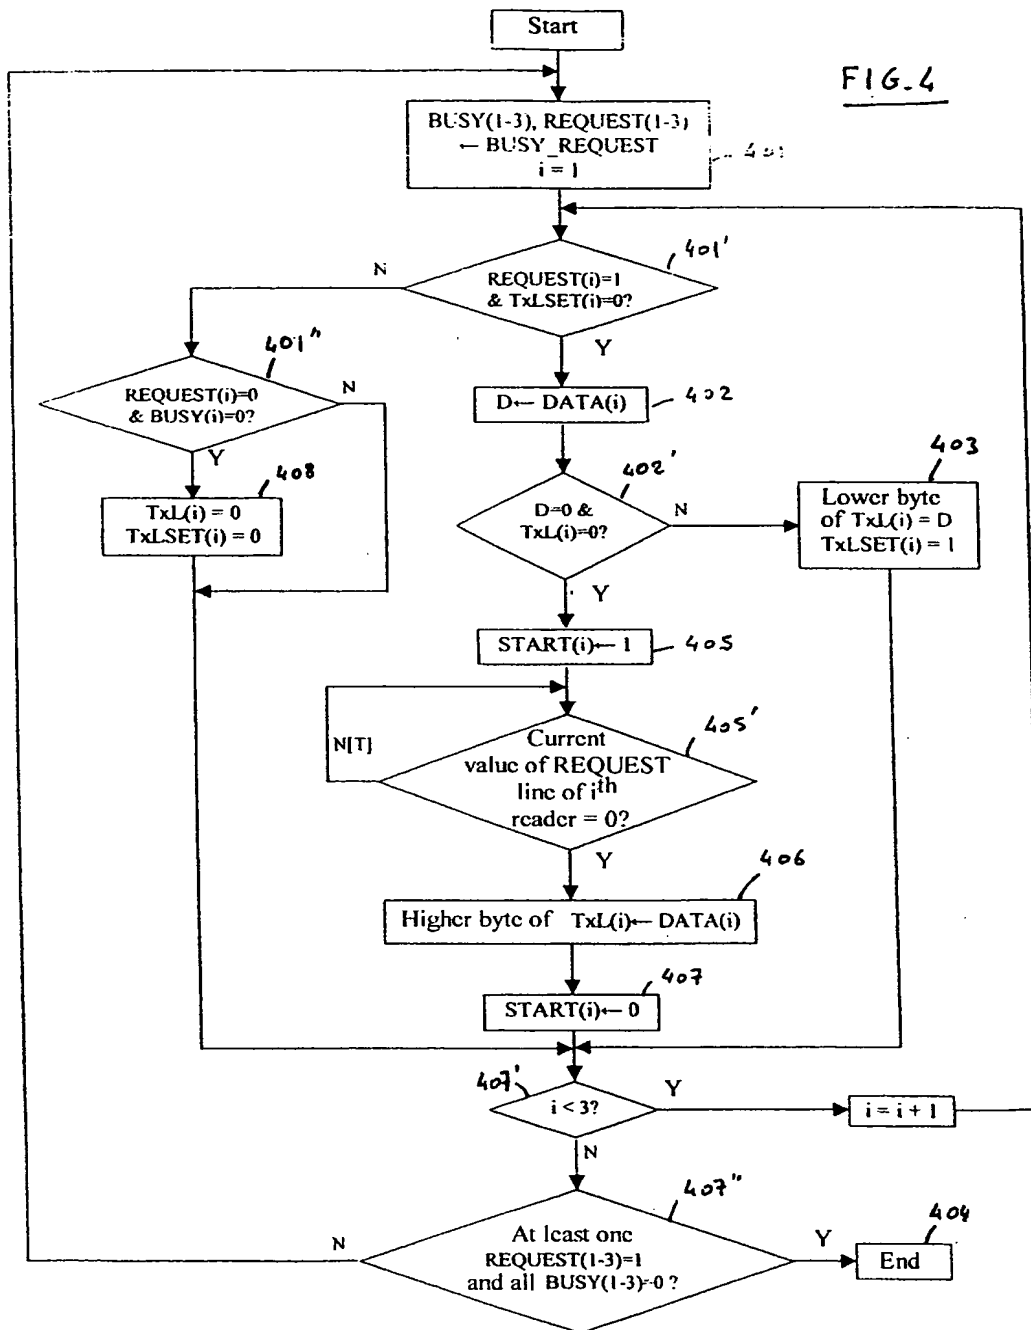 Start
FIG.4
BUSY(1-3), REQUEST(1-3)
← BUSY_REQUEST
i = 1
401
401'
N
REQUEST(i)=1
& TxLSET(i)=0?
Y
401"
REQUEST(i)=0
& BUSY(i)=0?
N
Y
D← DATA(i)
402
408
TxL(i) = 0
TxLSET(i) = 0
402'
D=0 &
TxL(i)=0?
N
Y
403
Lower byte
of TxL(i) = D
TxLSET(i) = 1
START(i)← 1
405
N[T]
405'
Current
value of REQUEST
line of ith
reader = 0?
Y
406
Higher byte of TxL(i)← DATA(i)
407
START(i)← 0
407'
i < 3?
Y
i = i + 1
N
407"
At least one
REQUEST(1-3)=1
and all BUSY(1-3)=0 ?
N
Y
404
End